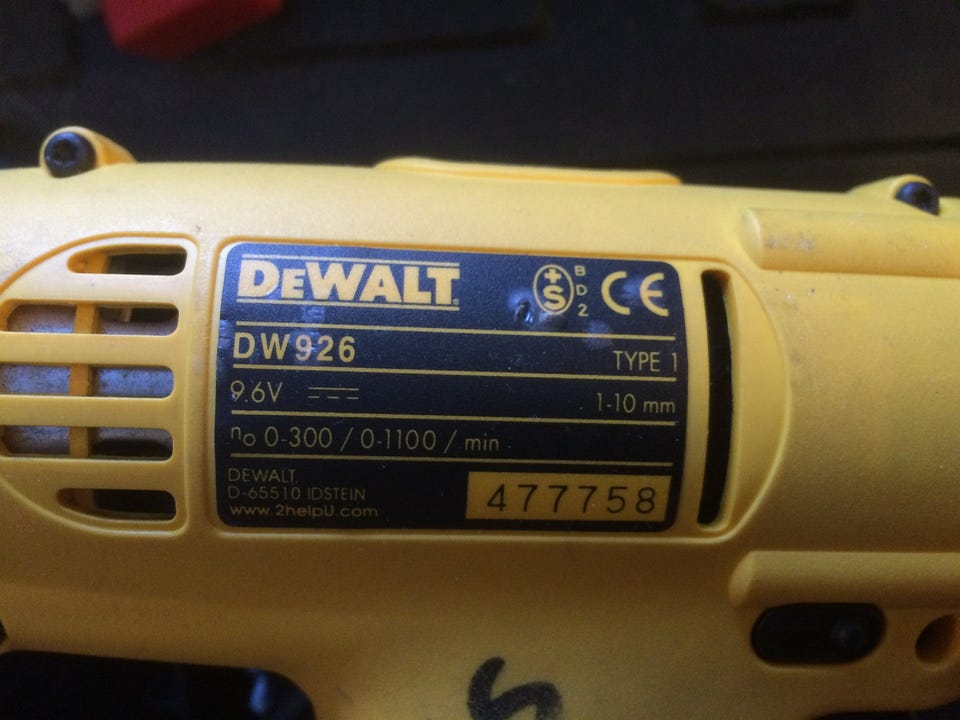 DEWALT
+S
B
D
2
CE
DW926
TYPE 1
9.6V
1-10 mm
no 0-300 / 0-1100 / min
DEWALT.
D-65510 IDSTEIN
www.2helpU.com
477758
S